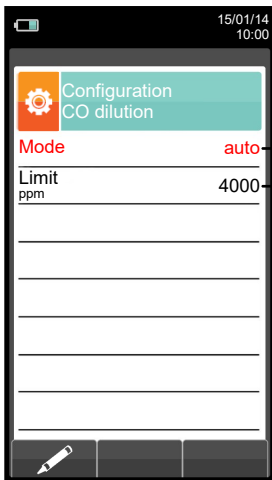 15/01/14
10:00
Configuration
CO dilution
Mode auto
Limit 4000
ppm